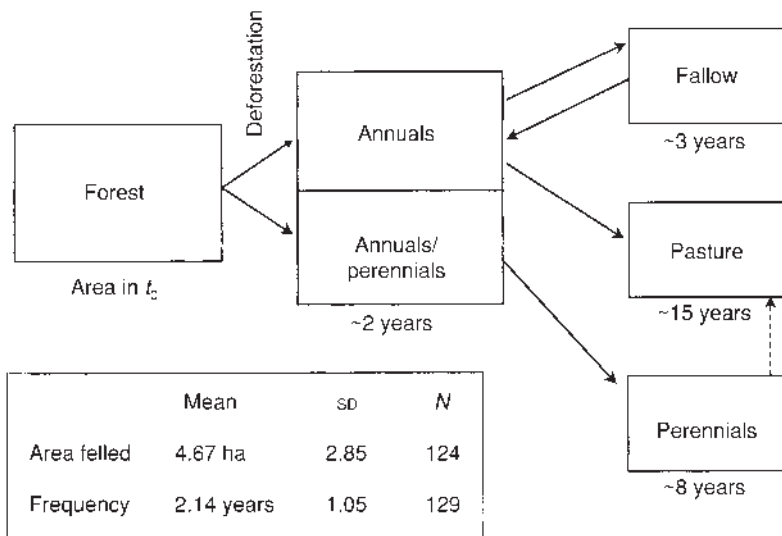 Deforestation
Forest
Area in t₀
Annuals
Annuals/
perennials
~2 years
Fallow
~3 years
Pasture
~15 years
Perennials
~8 years
Mean SD N
Area felled 4.67 ha 2.85 124
Frequency 2.14 years 1.05 129